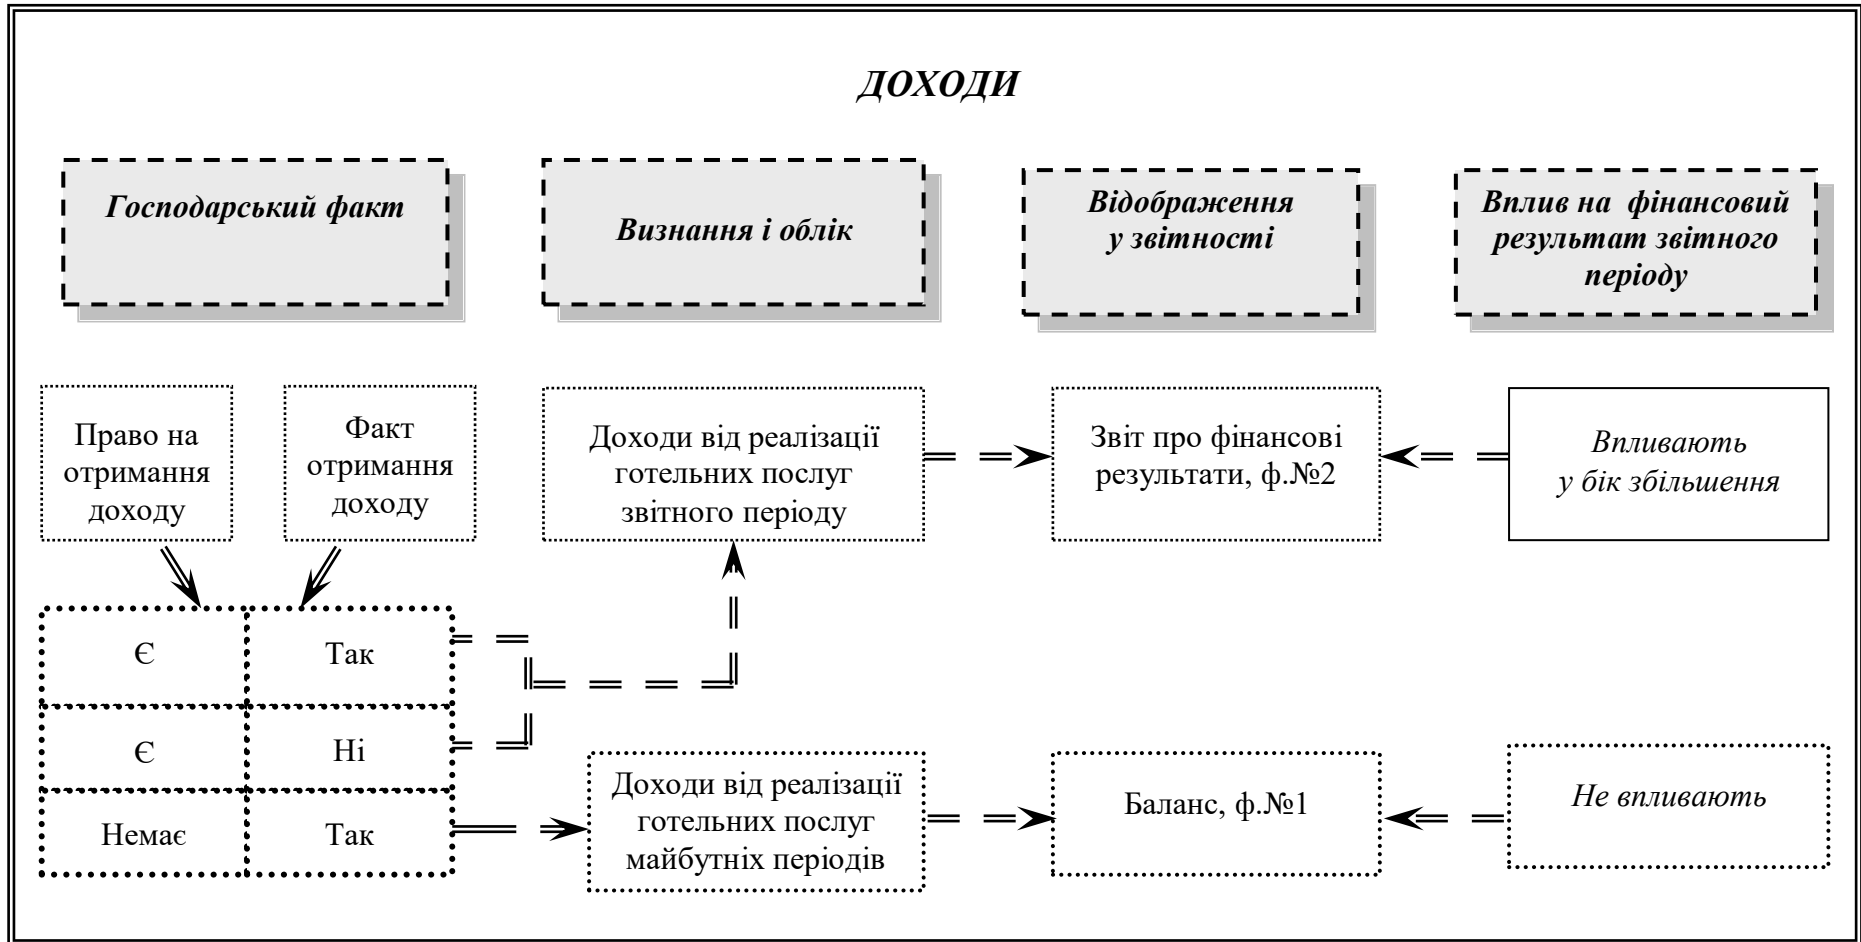 ДОХОДИ
Господарський факт
Визнання і облік
Відображення
у звітності
Вплив на фінансовий
результат звітного
періоду
Право на
отримання
доходу
Факт
отримання
доходу
Доходи від реалізації
готельних послуг
звітного періоду
Звіт про фінансові
результати, ф.№2
Впливають
у бік збільшення
Є
Так
Є
Ні
Немає
Так
Доходи від реалізації
готельних послуг
майбутніх періодів
Баланс, ф.№1
Не впливають